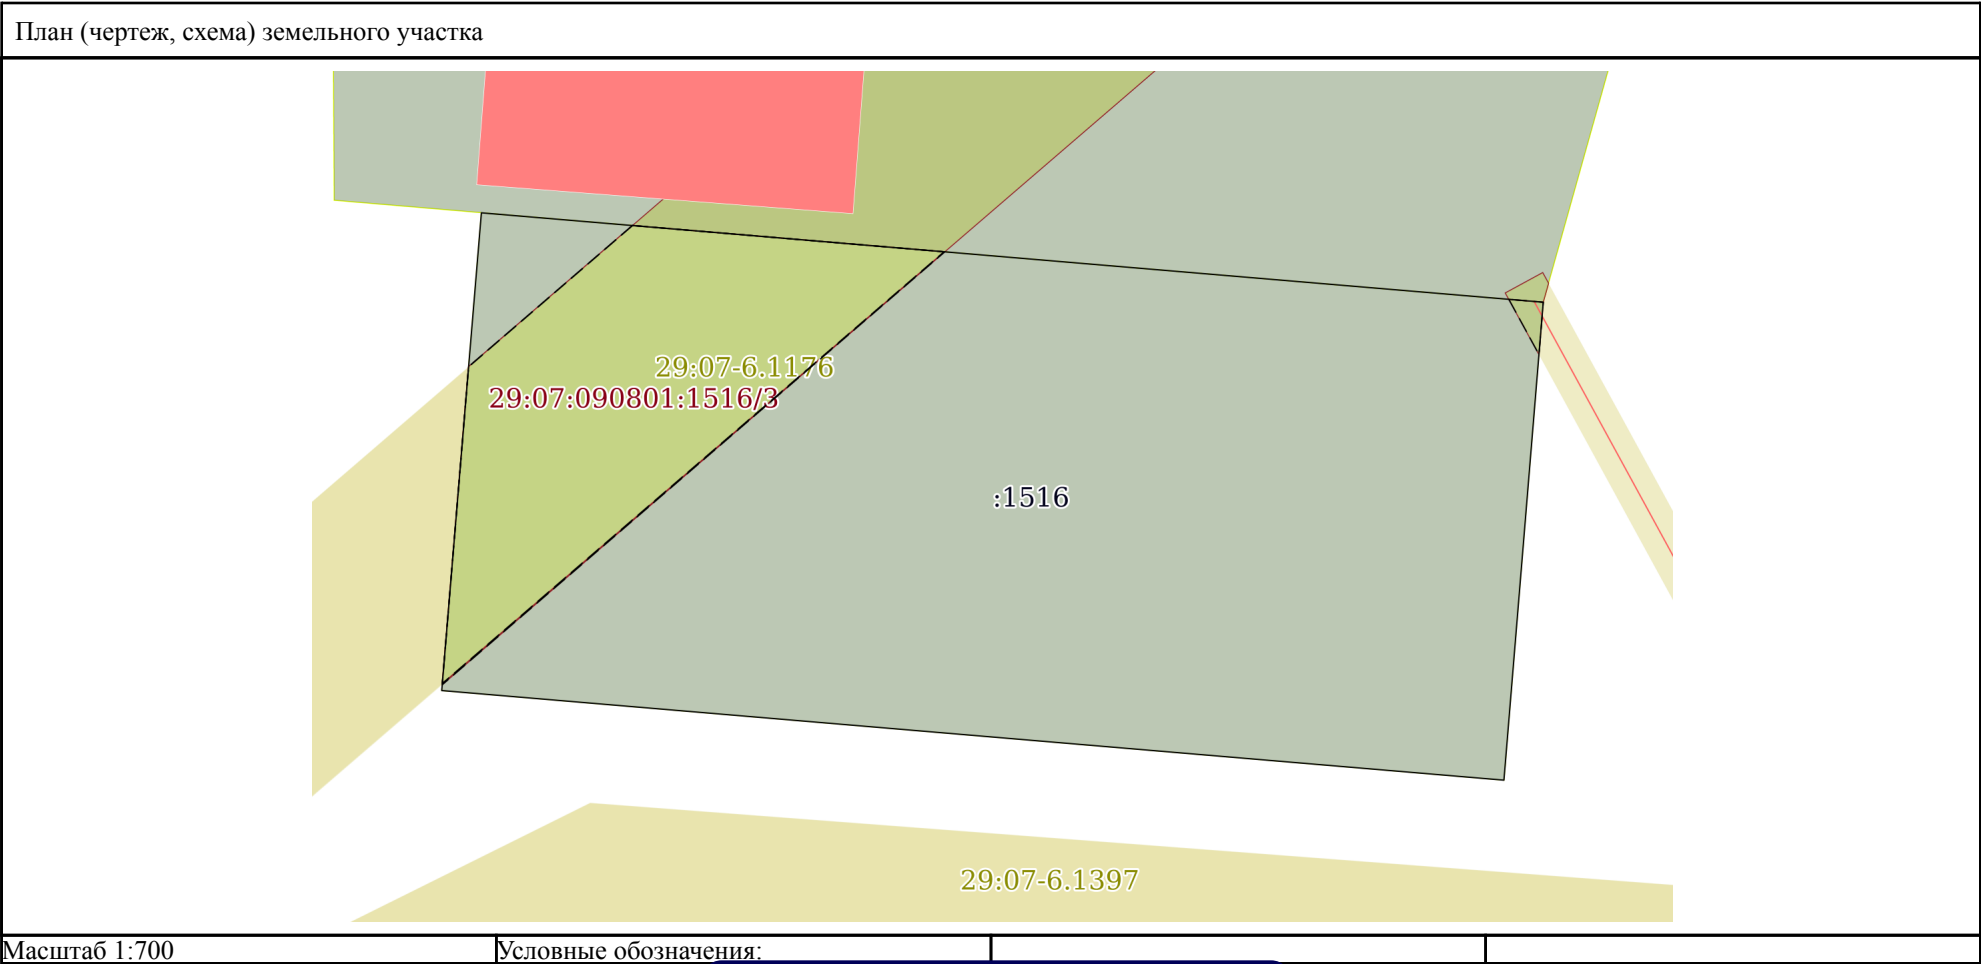 План (чертеж, схема) земельного участка
29:07-6.1176
29:07:090801:1516/3
:1516
29:07-6.1397
Масштаб 1:700
Условные обозначения: